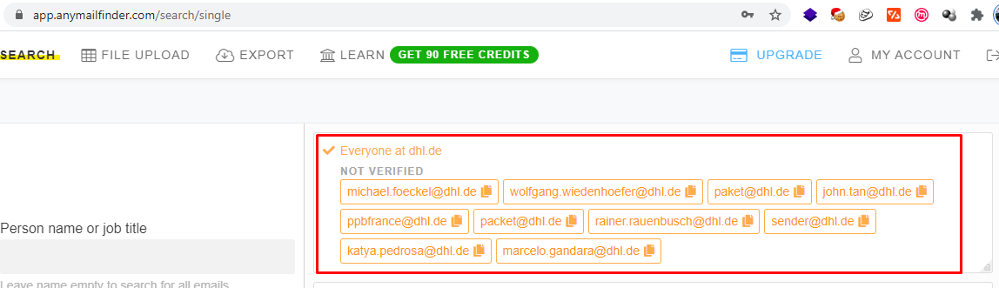 app.anymailfinder.com/search/single
SEARCH FILE UPLOAD EXPORT LEARN GET 90 FREE CREDITS UPGRADE MY ACCOUNT
Everyone at dhl.de
NOT VERIFIED
michael.foeckel@dhl.de wolfgang.wiedenhoefer@dhl.de paket@dhl.de john.tan@dhl.de
ppbfrance@dhl.de packet@dhl.de rainer.rauenbusch@dhl.de sender@dhl.de
katya.pedrosa@dhl.de marcelo.gandara@dhl.de
Person name or job title
Leave name empty to search for all emails